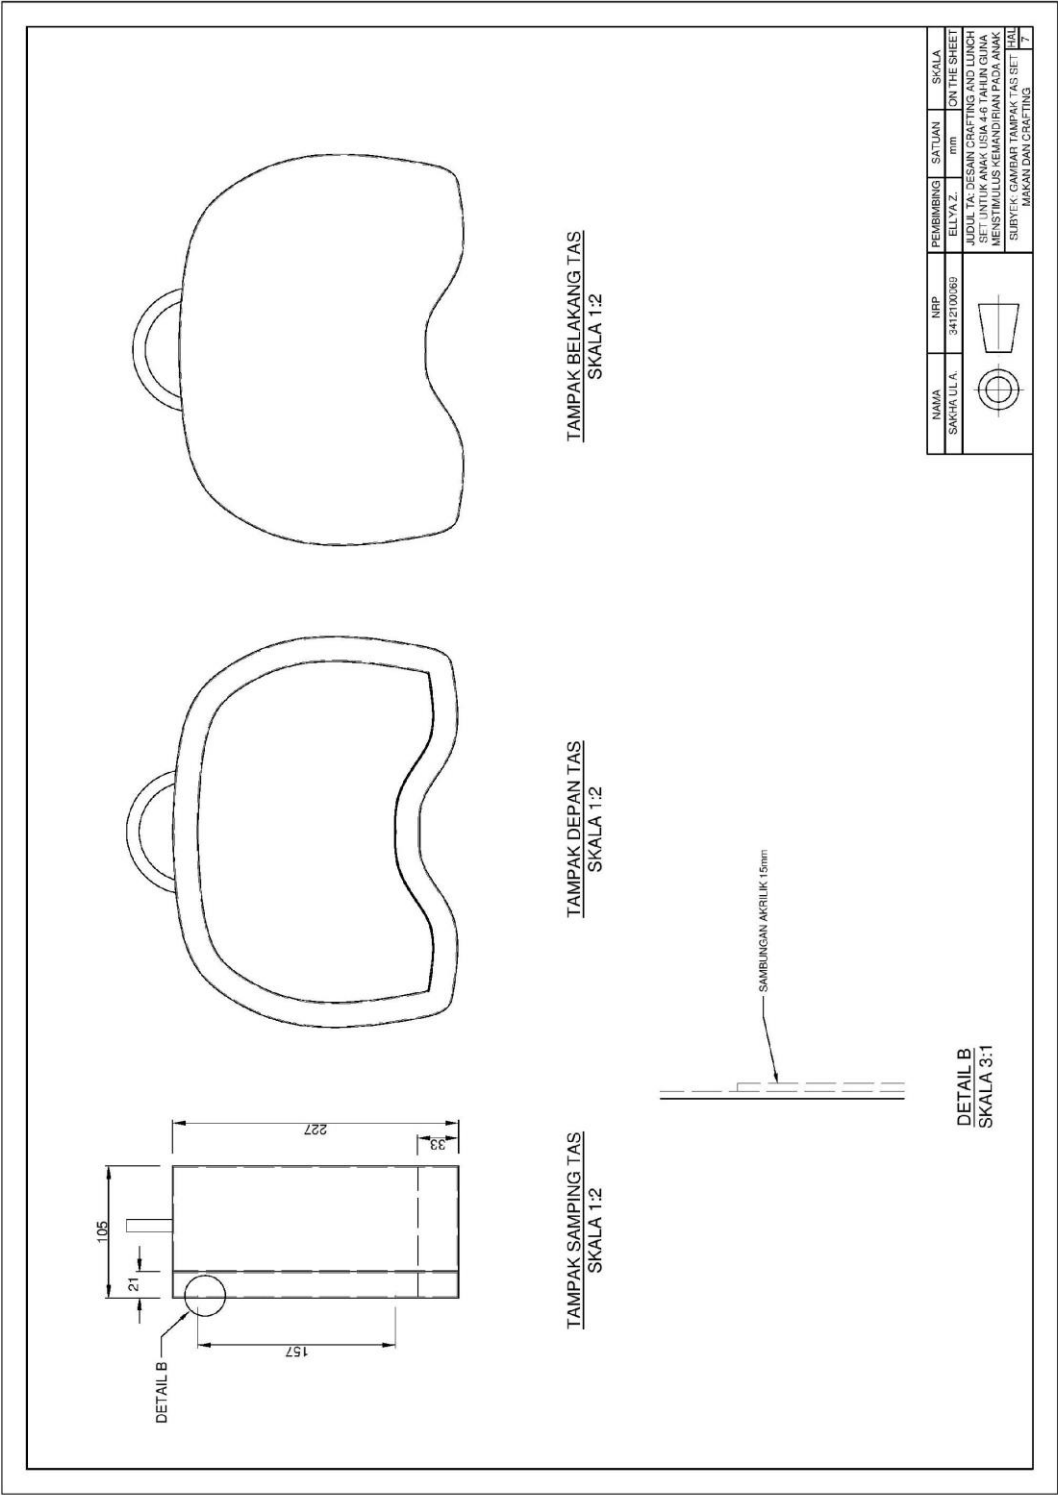 DETAIL B
105
21
157
227
33
TAMPAK SAMPING TAS
SKALA 1:2
TAMPAK DEPAN TAS
SKALA 1:2
TAMPAK BELAKANG TAS
SKALA 1:2
SAMBUNGAN AKRILIK 15mm
DETAIL B
SKALA 3:1
NAMA NRP PEMBIMBING SATUAN SKALA
SAKHA UL A. 3412100069 ELLYA Z. mm ON THE SHEET
JUDUL TA: DESAIN CRAFTING AND LUNCH
SET UNTUK ANAK USIA 4-6 TAHUN GUNA
MENSTIMULUS KEMANDIRIAN PADA ANAK
SUBYEK: GAMBAR TAMPAK TAS SET
MAKAN DAN CRAFTING
HAL
7